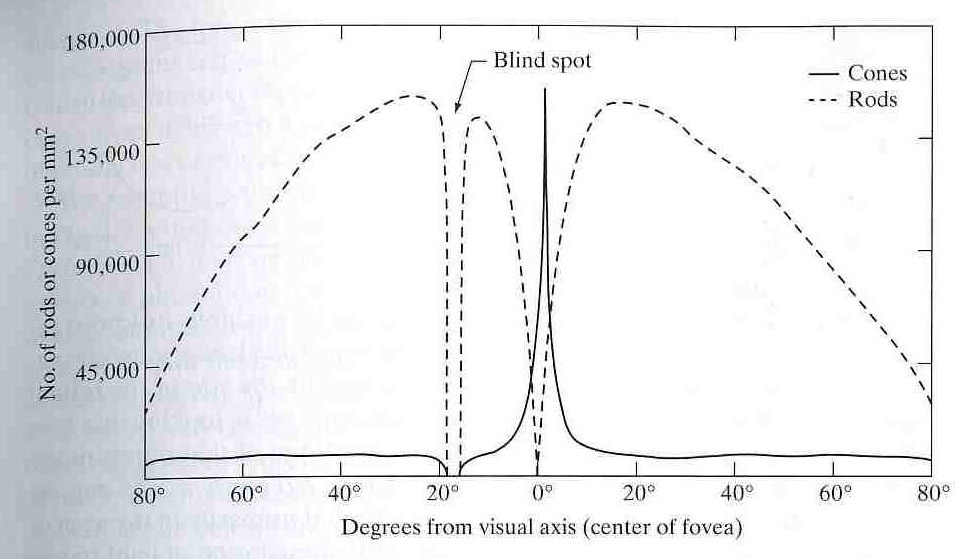 180,000
135,000
90,000
45,000
No. of rods or cones per mm²
Blind spot
Cones
Rods
80° 60° 40° 20° 0° 20° 40° 60° 80°
Degrees from visual axis (center of fovea)